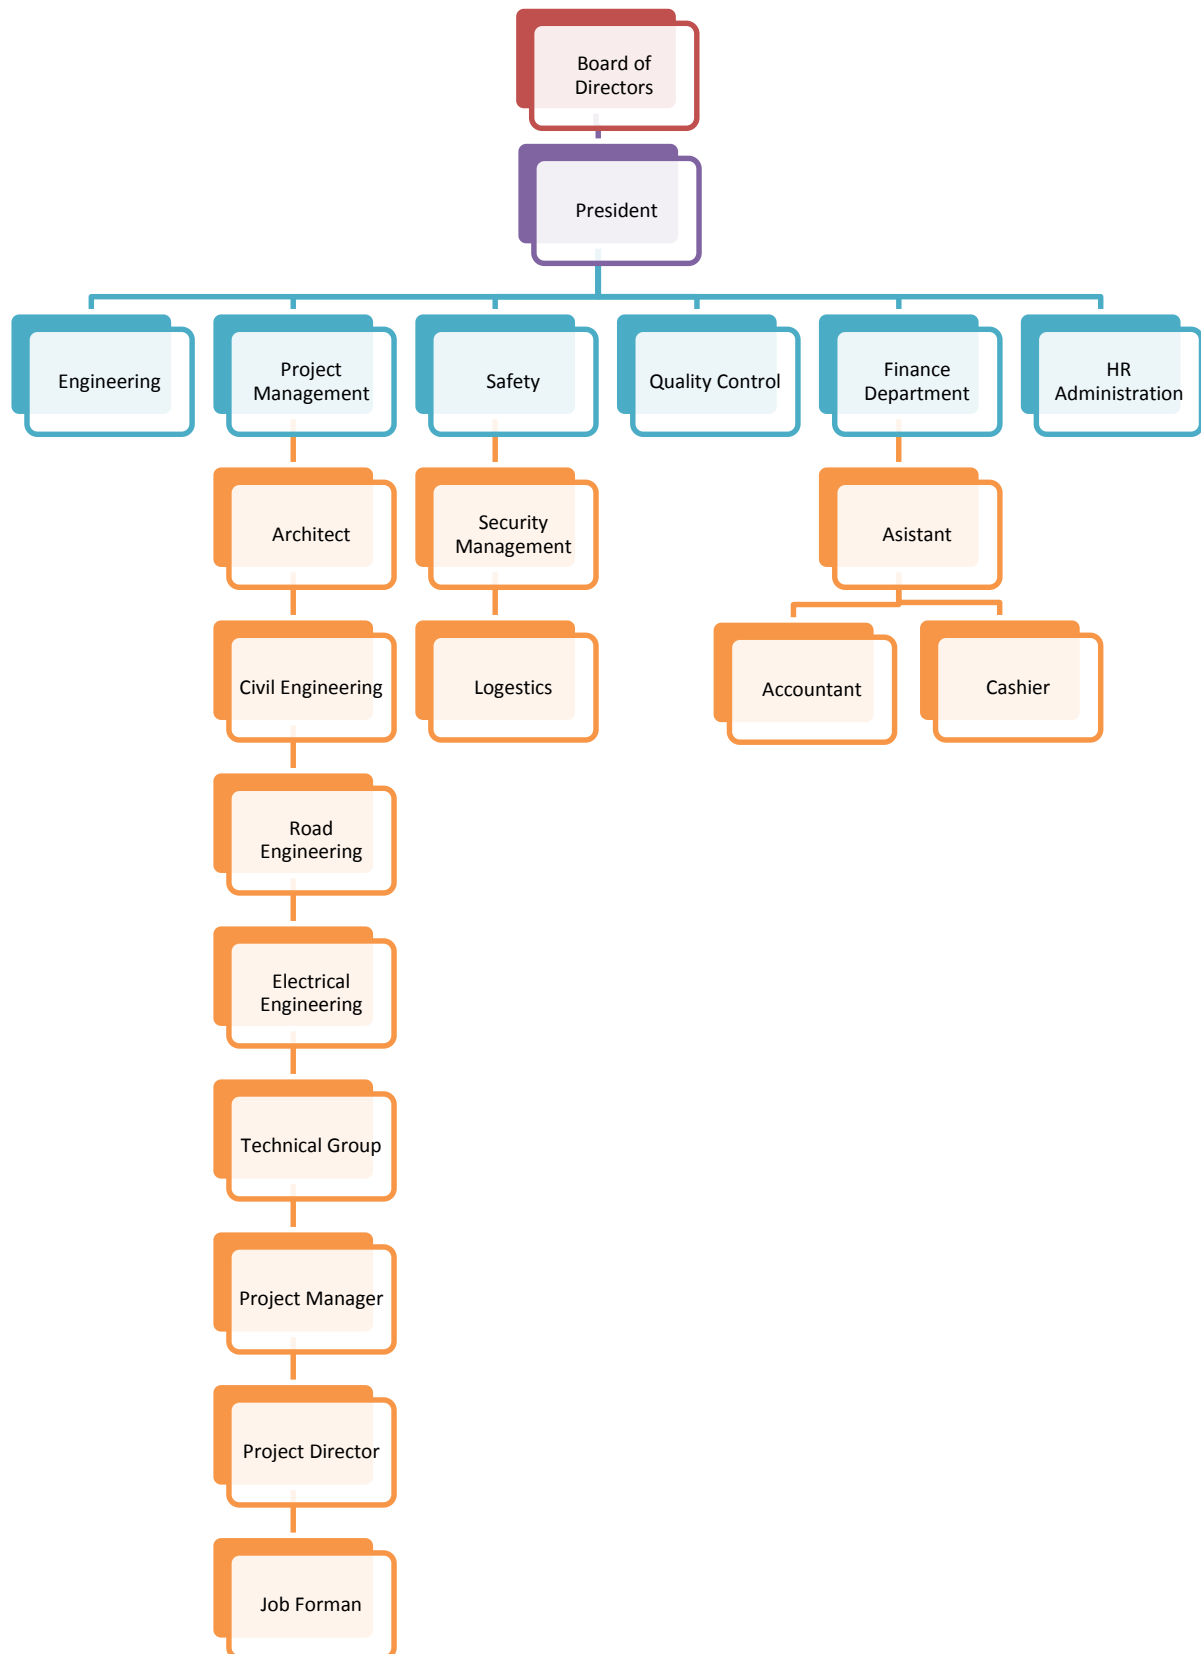 Board of
Directors
President
Engineering
Project
Management
Safety
Quality Control
Finance
Department
HR
Administration
Architect
Security
Management
Asistant
Civil Engineering
Logestics
Accountant
Cashier
Road
Engineering
Electrical
Engineering
Technical Group
Project Manager
Project Director
Job Forman